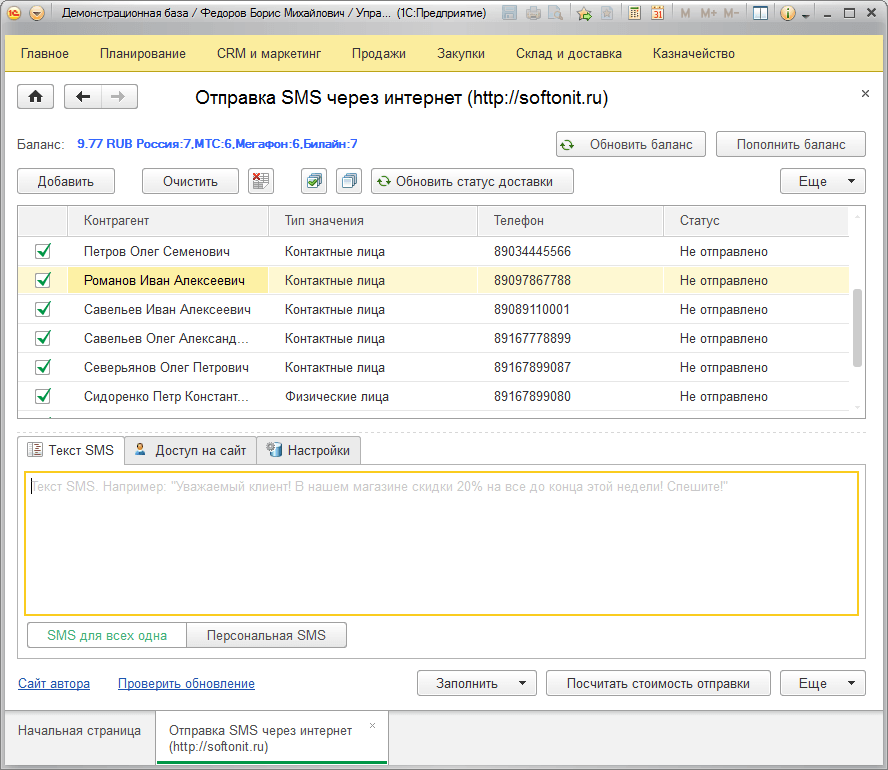 Демонстрационная база / Федоров Борис Михайлович / Упра... (1С:Предприятие)
31 M M+ M-
Главное Планирование CRM и маркетинг Продажи Закупки Склад и доставка Казначейство
Отправка SMS через интернет (http://softonit.ru)
Баланс: 9.77 RUB Россия:7,МТС:6,Мегафон:6,Билайн:7 Обновить баланс Пополнить баланс
Добавить Очистить Обновить статус доставки Еще
Контрагент Тип значения Телефон Статус
Петров Олег Семенович Контактные лица 89034445566 Не отправлено
Романов Иван Алексеевич Контактные лица 89097867788 Не отправлено
Савельев Иван Алексеевич Контактные лица 89089110001 Не отправлено
Савельев Олег Александ... Контактные лица 89167778899 Не отправлено
Северьянов Олег Петрович Контактные лица 89167899087 Не отправлено
Сидоренко Петр Констант... Физические лица 89167899080 Не отправлено
Текст SMS Доступ на сайт Настройки
Текст SMS. Например: "Уважаемый клиент! В нашем магазине скидки 20% на все до конца этой недели! Спешите!"
SMS для всех одна Персональная SMS
Сайт автора Проверить обновление Заполнить Посчитать стоимость отправки Еще
Начальная страница Отправка SMS через интернет
(http://softonit.ru)